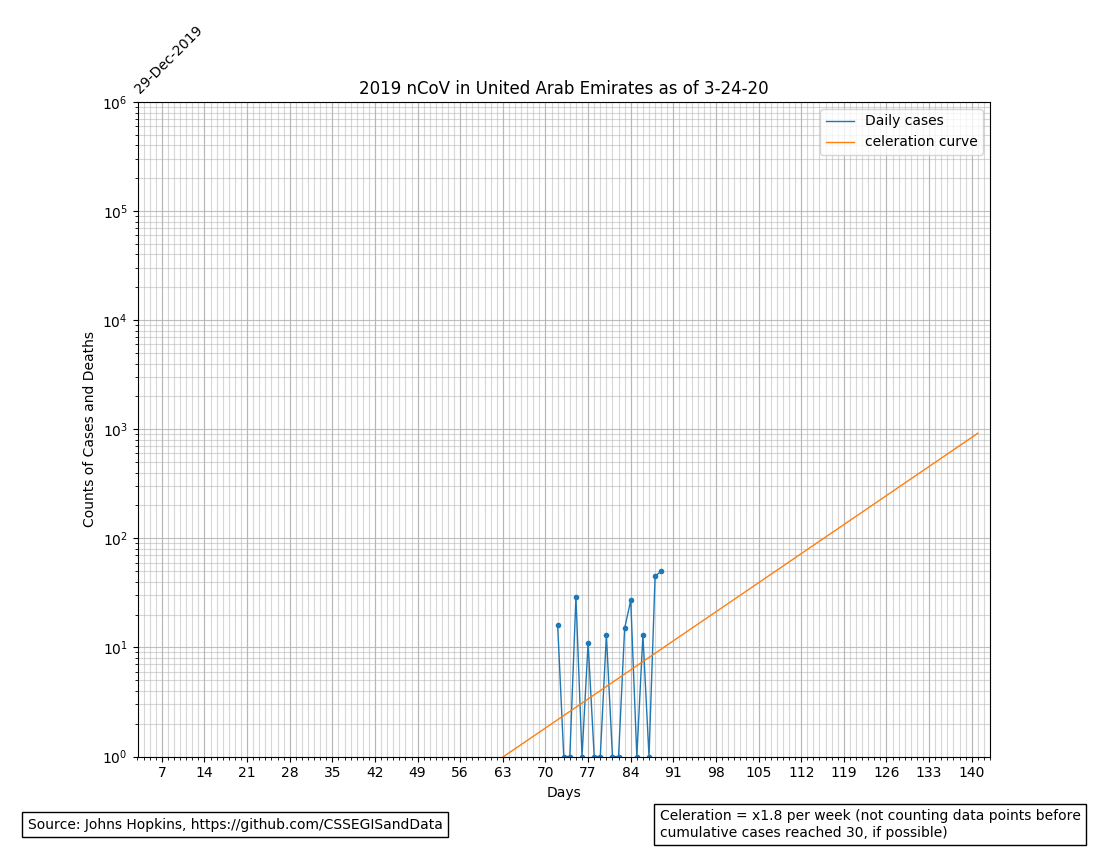 29-Dec-2019
2019 nCoV in United Arab Emirates as of 3-24-20
Daily cases
celeration curve
Counts of Cases and Deaths
10^6
10^5
10^4
10^3
10^2
10^1
10^0
7 14 21 28 35 42 49 56 63 70 77 84 91 98 105 112 119 126 133 140
Days
Source: Johns Hopkins, https://github.com/CSSEGISandData
Celeration = x1.8 per week (not counting data points before
cumulative cases reached 30, if possible)